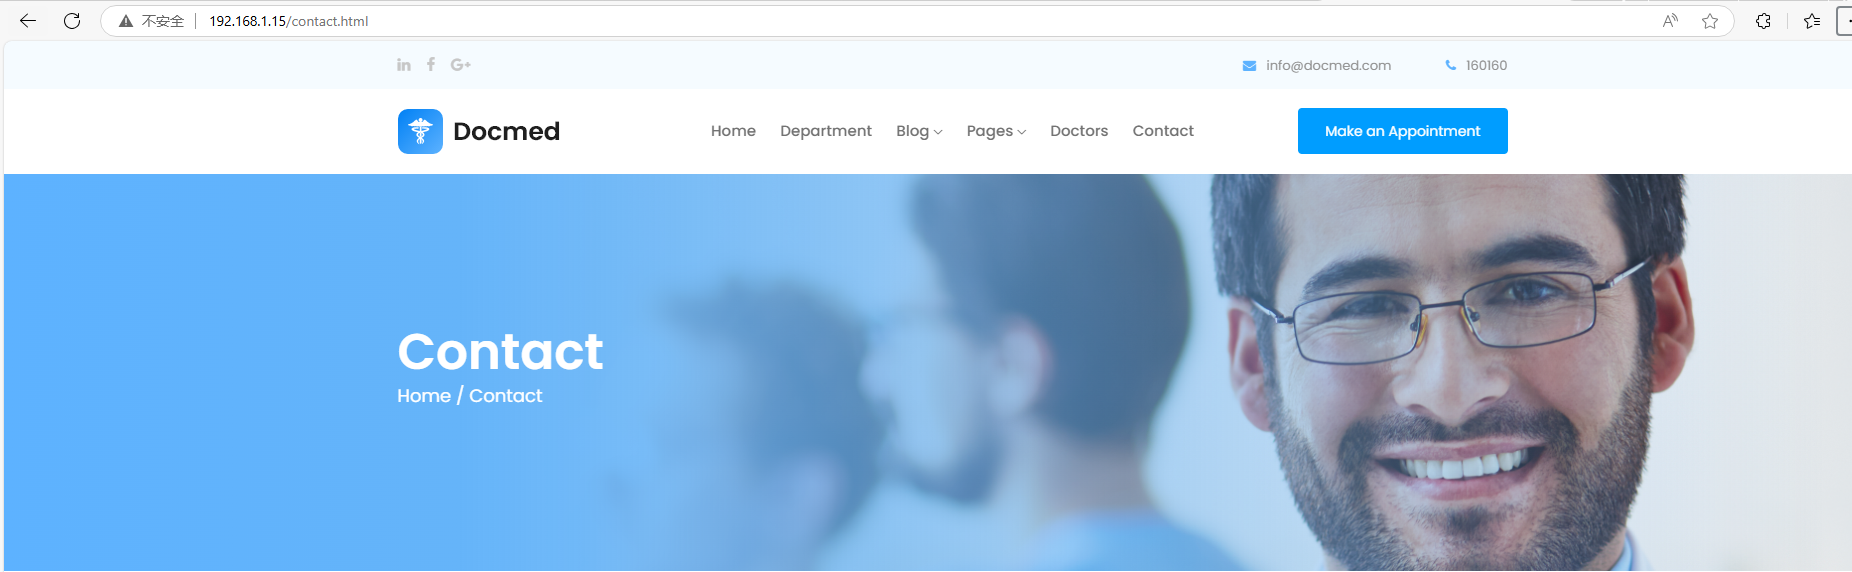 不安全 192.168.1.15/contact.html
info@docmed.com 160160
Docmed Home Department Blog Pages Doctors Contact Make an Appointment
Contact
Home / Contact